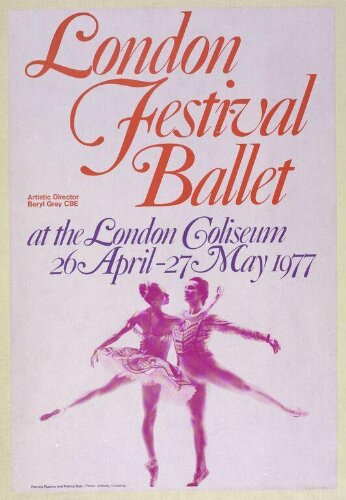 London
Festival
Ballet
Artistic Director
Beryl Grey CBE
at the London Coliseum
26 April-27 May 1977